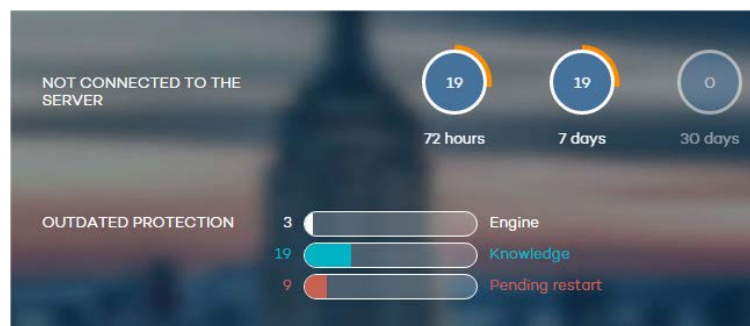 NOT CONNECTED TO THE
SERVER
19
19
0
72 hours
7 days
30 days
OUTDATED PROTECTION
3
Engine
19
Knowledge
9
Pending restart